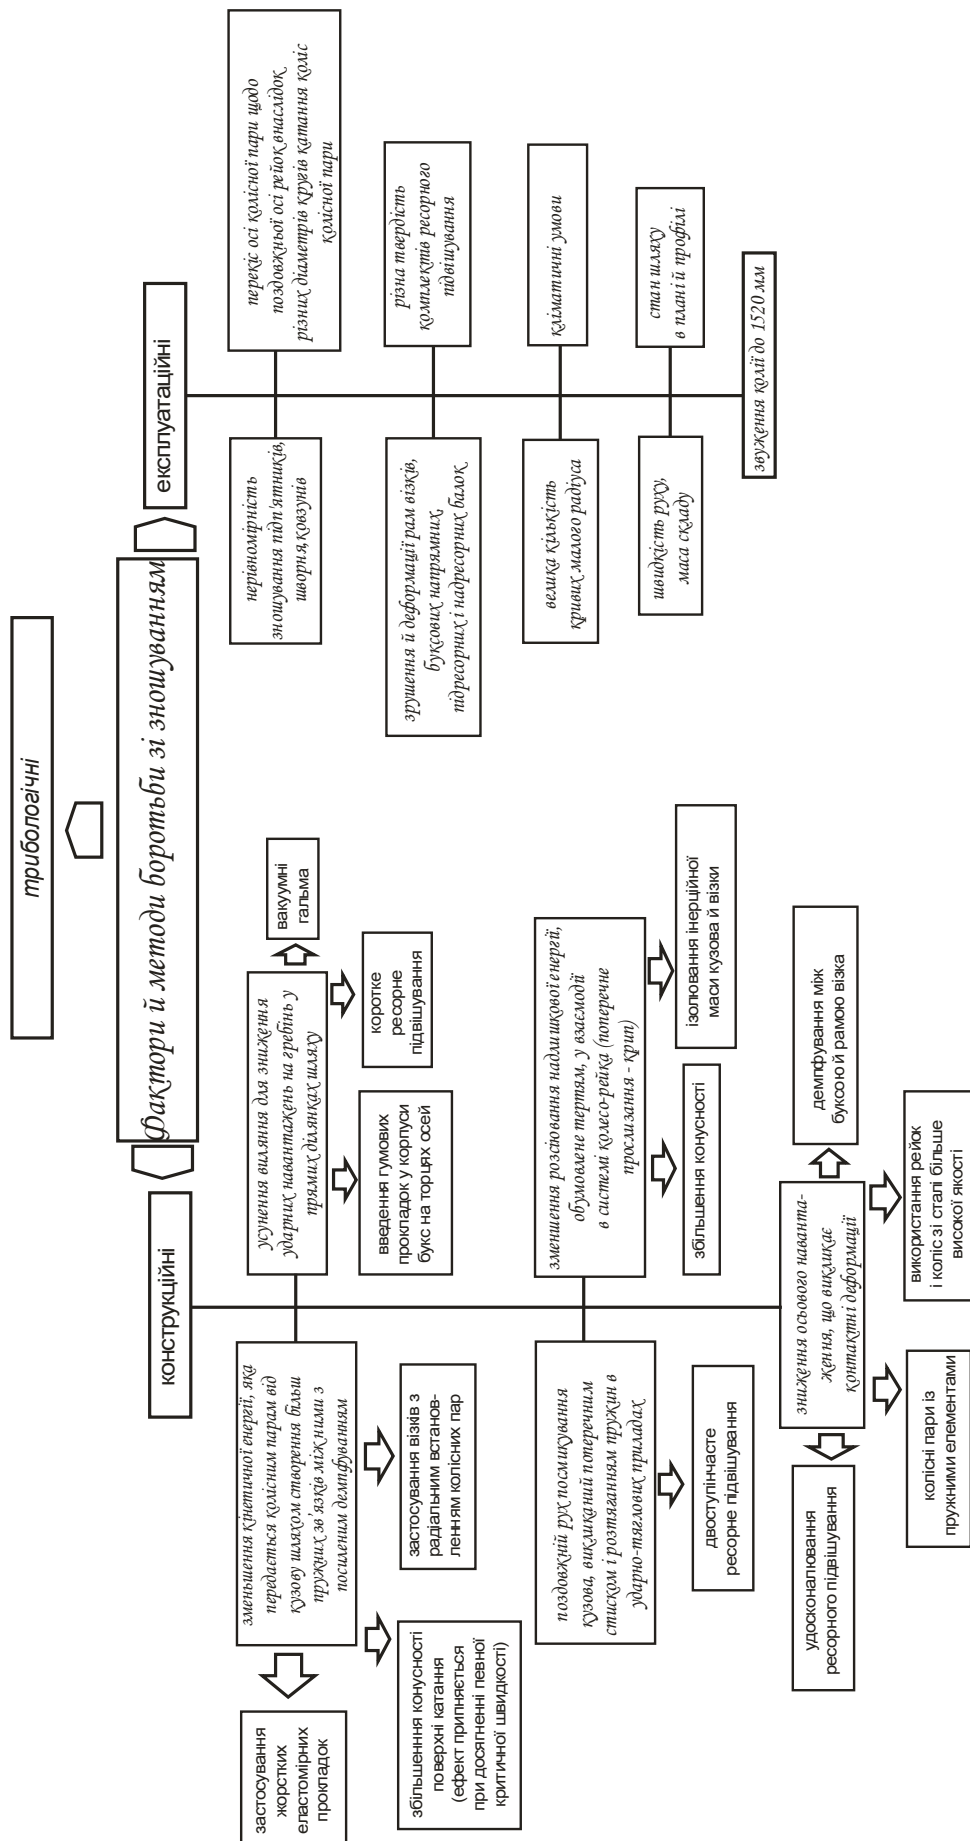 трибологічні
Фактори й методи боротьби зі зношуванням
конструкційні
експлуатаційні
зменьшення кінетичної енергії, яка
передається колісним парам від
кузову шляхом створення більш
пружних зв'язків між ними з
посиленим демпфуванням
застосування
жорстких
еластомірних
прокладок
збільшенння конусності
поверхні катання
(ефект припняється
при досягненні певної
критичної швидкості)
застосування візків з
радіальним встанов-
ленням колісних пар
усунення виляння для зниження
ударних навантажень на гребінь у
прямих ділянках шляху
вакуумні
гальма
введення гумових
прокладок у корпуси
букс на торцях осей
коротке
ресорне
підвішування
поздовжній рух посмикування
кузова, викликаний поперечним
стиском і розтяганням пружин в
ударно-тяглових приладах
двоступінчасте
ресорне підвішування
зменшення розсіювання надлишкової енергії,
обумовлене тертям, у взаємодії
в системі колесо-рейка (поперечне
прослизання - крип)
збільшення конусності
ізолювання інерційної
маси кузова й візки
зниження осьового наванта-
ження, що викликає
контактні деформації
удосконалювання
ресорного підвішування
колісні пари із
пружними елементами
використання рейок
і коліс зі сталі більше
високої якості
демпфування між
буксою й рамою візка
нерівномірність
зношування підп'ятників,
шворня,ковзунів
перекіс осі колісної пари щодо
поздовжньої осі рейок внаслідок
різних діаметрів кругів катання коліс
колісної пари
зрушення й деформації рам візків,
буксових напрямних,
підресорних і надресорних балок
різна твердість
комплектів ресорного
підвішування
велика кількість
кривих малого радіуса
кліматичні умови
швидкість руху,
маса складу
стан шляху
в плані й профілі
звуження колії до 1520 мм